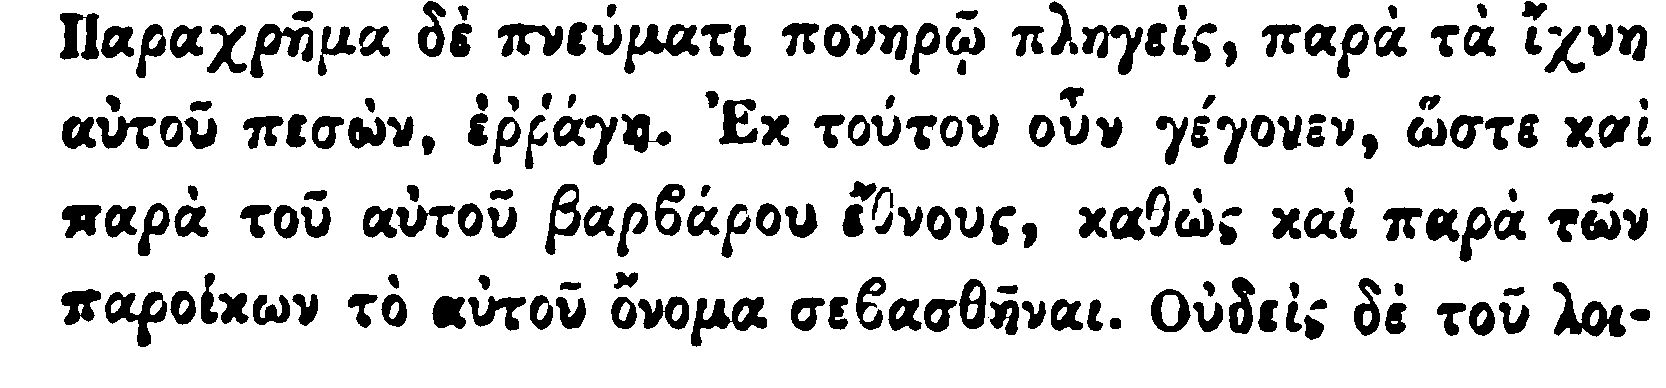 Παραχρῆμα δὲ πνεύματι πονηρῷ πληγεὶς, παρὰ τὰ ἴχνη
αὐτοῦ πεσὼν, ἐῤῥάγη. Ἐκ τούτου οὖν γέγονεν, ὥστε καὶ
παρὰ τοῦ αὐτοῦ βαρϐάρου ἔθνους, καθὼς καὶ παρὰ τῶν
παροίκων τὸ αὐτοῦ ὄνομα σεϐασθῆναι. Οὐδεὶς δὲ τοῦ λοι-